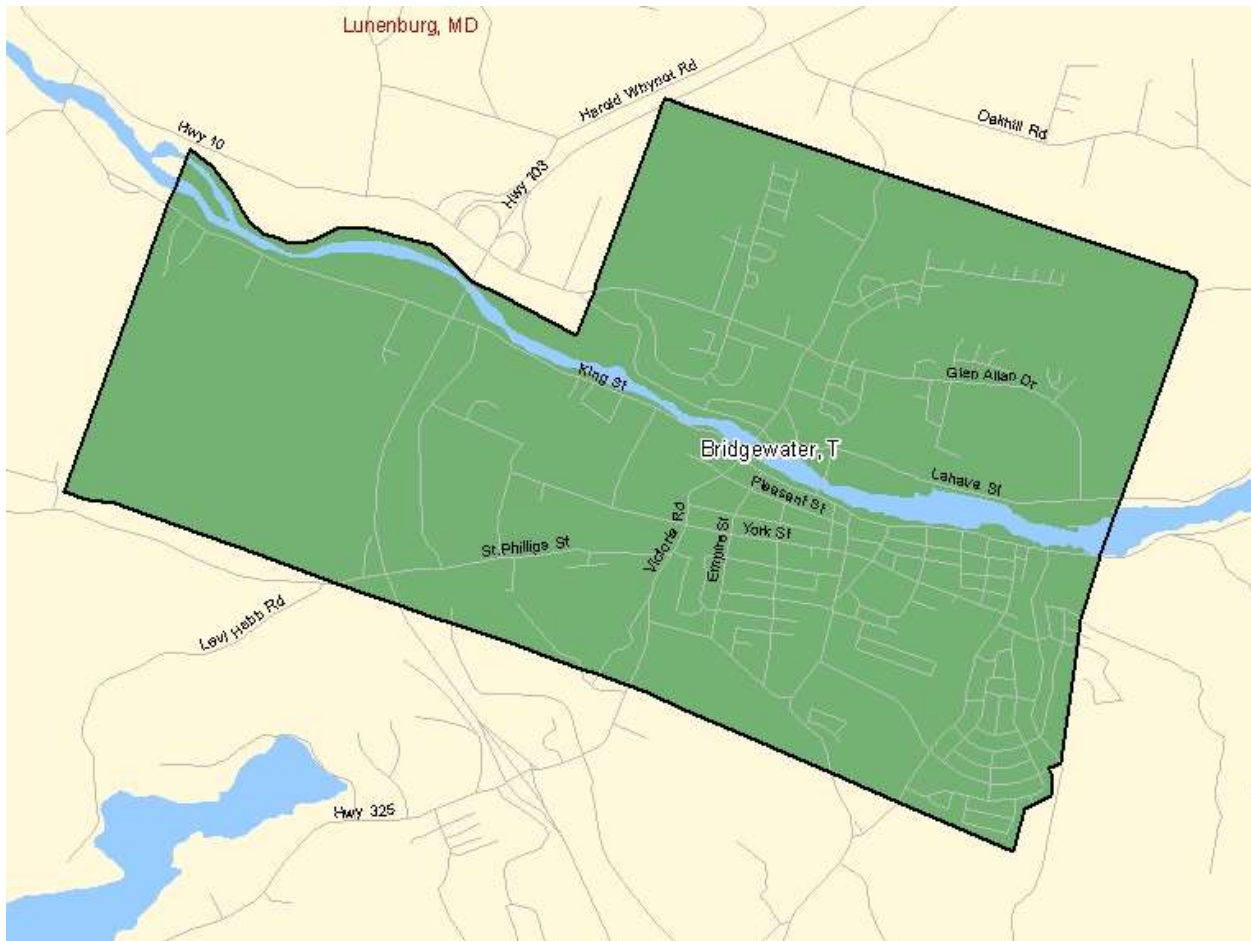 Lunenburg, MD
Harold Whynot Rd
Oakhill Rd
Hwy 10
Hwy 103
King St
Glen Allan Dr
Bridgewater, T
Lahave St
Pleasant St
York St
Victoria Rd
Empire St
St.Phillips St
Levi Hebb Rd
Hwy 325